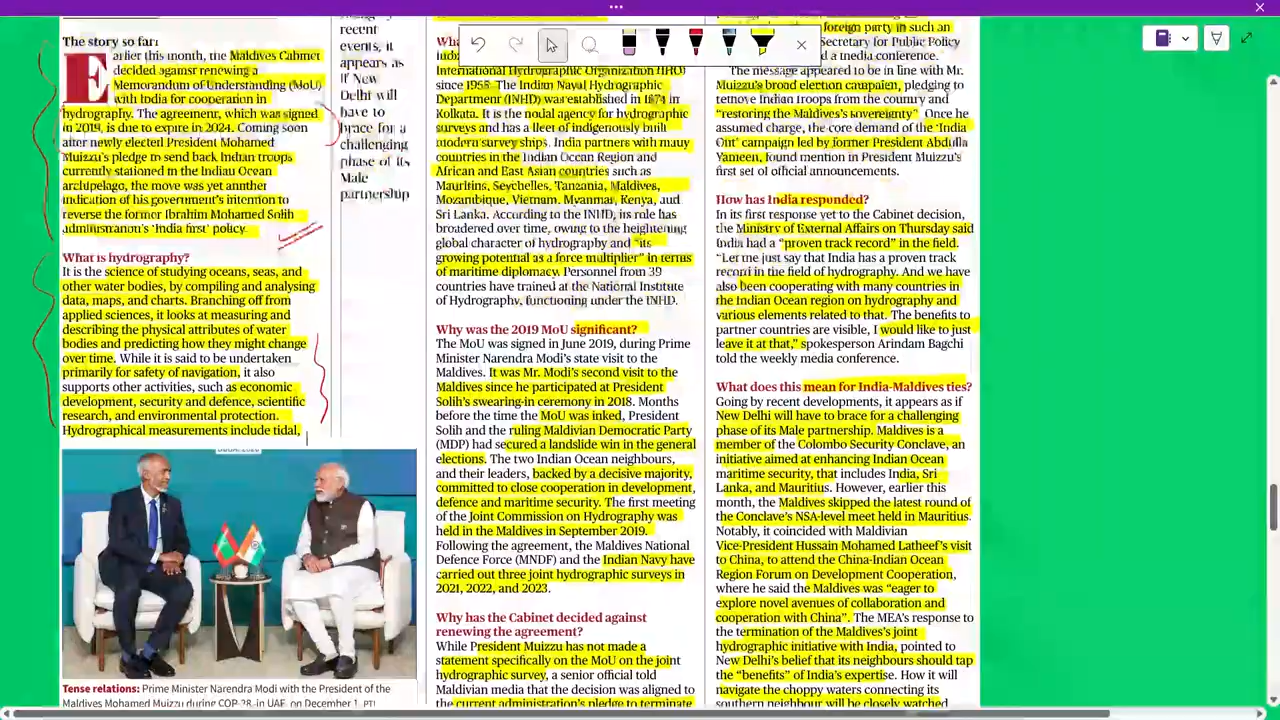 The story so far:
Earlier this month, the Maldives Cabinet
decided against renewing a
Memorandum of Understanding (MoU)
with India for cooperation in
hydrography. The agreement, which was signed
in 2019, is due to expire in 2024. Coming soon
after newly elected President Mohamed
Muizzu's pledge to send back Indian troops
currently stationed in the Indian Ocean
archipelago, the move was yet another
indication of his government's intention to
reverse the former Ibrahim Mohamed Solih
administration's 'India first' policy.
What is hydrography?
It is the science of studying oceans, seas, and
other water bodies, by compiling and analysing
data, maps, and charts. Branching off from
applied sciences, it looks at measuring and
describing the physical attributes of water
bodies and predicting how they might change
over time. While it is said to be undertaken
primarily for safety of navigation, it also
supports other activities, such as economic
development, security and defence, scientific
research, and environmental protection.
Hydrographical measurements include tidal,
recent
events, it
appears as
if New
Delhi will
have to
brace for a
challenging
phase of its
Male
partnership
Tense relations: Prime Minister Narendra Modi with the President of the
Maldives Mohamed Muizzu during COP-28, in UAE, on December 1. PTI
International Hydrographic Organization (IHO)
since 1955. The Indian Naval Hydrographic
Department (INHD) was established in 1874 in
Kolkata. It is the nodal agency for hydrographic
surveys and has a fleet of indigenously built
modern survey ships. India partners with many
countries in the Indian Ocean Region and
African and East Asian countries such as
Mauritius, Seychelles, Tanzania, Maldives,
Mozambique, Vietnam, Myanmar, Kenya, and
Sri Lanka. According to the INHD, its role has
broadened over time, owing to the heightening
global character of hydrography and "its
growing potential as a force multiplier" in terms
of maritime diplomacy. Personnel from 39
countries have trained at the National Institute
of Hydrography, functioning under the INHD.
Why was the 2019 MoU significant?
The MoU was signed in June 2019, during Prime
Minister Narendra Modi's state visit to the
Maldives. It was Mr. Modi's second visit to the
Maldives since he participated at President
Solih's swearing-in ceremony in 2018. Months
before the time the MoU was inked, President
Solih and the ruling Maldivian Democratic Party
(MDP) had secured a landslide win in the general
elections. The two Indian Ocean neighbours,
and their leaders, backed by a decisive majority,
committed to close cooperation in development,
defence and maritime security. The first meeting
of the Joint Commission on Hydrography was
held in the Maldives in September 2019.
Following the agreement, the Maldives National
Defence Force (MNDF) and the Indian Navy have
carried out three joint hydrographic surveys in
2021, 2022, and 2023.
Why has the Cabinet decided against
renewing the agreement?
While President Muizzu has not made a
statement specifically on the MoU on the joint
hydrographic survey, a senior official told
Maldivian media that the decision was aligned to
the current administration's pledge to terminate
foreign party in such an
Secretary for Public Policy
a media conference.
The message appeared to be in line with Mr.
Muizzu's broad election campaign, pledging to
remove Indian troops from the country and
"restoring the Maldives's sovereignty". Once he
assumed charge, the core demand of the 'India
Out' campaign led by former President Abdulla
Yameen, found mention in President Muizzu's
first set of official announcements.
How has India responded?
In its first response yet to the Cabinet decision,
the Ministry of External Affairs on Thursday said
India had a "proven track record" in the field.
"Let me just say that India has a proven track
record in the field of hydrography. And we have
also been cooperating with many countries in
the Indian Ocean region on hydrography and
various elements related to that. The benefits to
partner countries are visible, I would like to just
leave it at that," spokesperson Arindam Bagchi
told the weekly media conference.
What does this mean for India-Maldives ties?
Going by recent developments, it appears as if
New Delhi will have to brace for a challenging
phase of its Male partnership. Maldives is a
member of the Colombo Security Conclave, an
initiative aimed at enhancing Indian Ocean
maritime security, that includes India, Sri
Lanka, and Mauritius. However, earlier this
month, the Maldives skipped the latest round of
the Conclave's NSA-level meet held in Mauritius.
Notably, it coincided with Maldivian
Vice-President Hussain Mohamed Latheef's visit
to China, to attend the China-Indian Ocean
Region Forum on Development Cooperation,
where he said the Maldives was "eager to
explore novel avenues of collaboration and
cooperation with China". The MEA's response to
the termination of the Maldives's joint
hydrographic initiative with India, pointed to
New Delhi's belief that its neighbours should tap
the "benefits" of India's expertise. How it will
navigate the choppy waters connecting its
southern neighbour will be closely watched